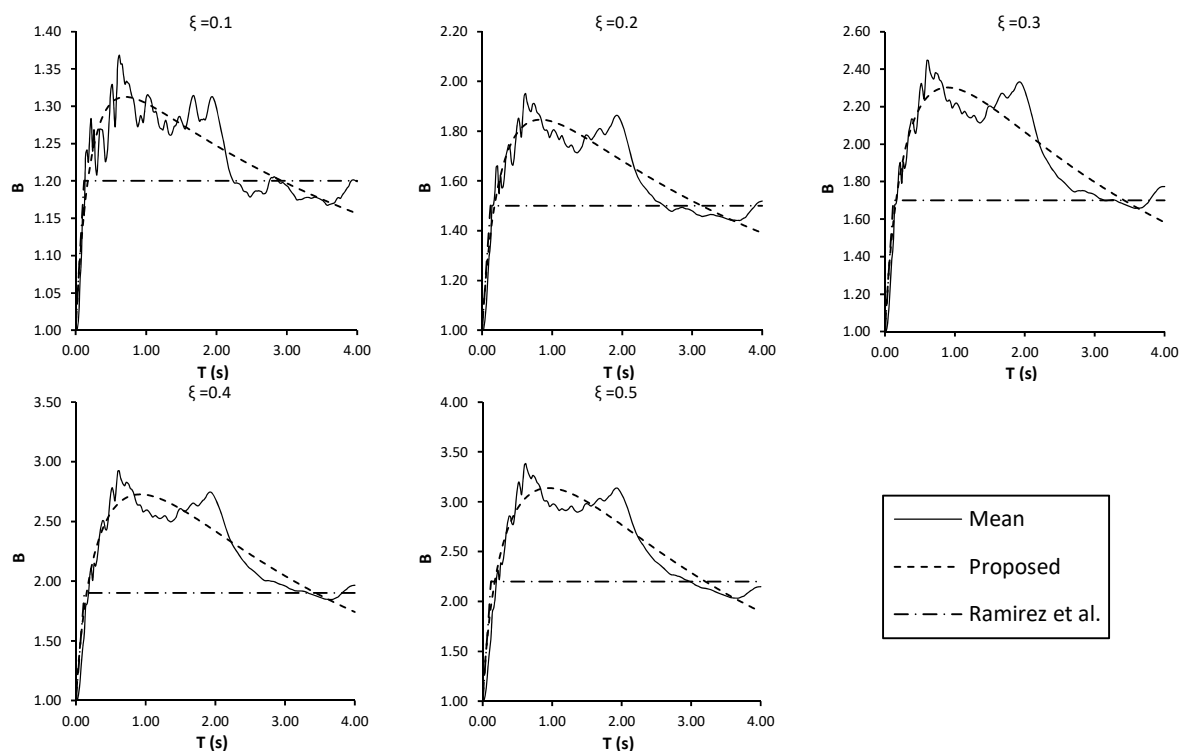 ξ =0.1
1.40
1.35
1.30
1.25
1.20
1.15
1.10
1.05
1.00
B
0.00 1.00 2.00 3.00 4.00
T (s)
ξ =0.2
2.20
2.00
1.80
1.60
1.40
1.20
1.00
B
0.00 1.00 2.00 3.00 4.00
T (s)
ξ =0.3
2.60
2.40
2.20
2.00
1.80
1.60
1.40
1.20
1.00
B
0.00 1.00 2.00 3.00 4.00
T (s)
ξ =0.4
3.50
3.00
2.50
2.00
1.50
1.00
B
0.00 1.00 2.00 3.00 4.00
T (s)
ξ =0.5
4.00
3.50
3.00
2.50
2.00
1.50
1.00
B
0.00 1.00 2.00 3.00 4.00
T (s)
Mean
Proposed
Ramirez et al.